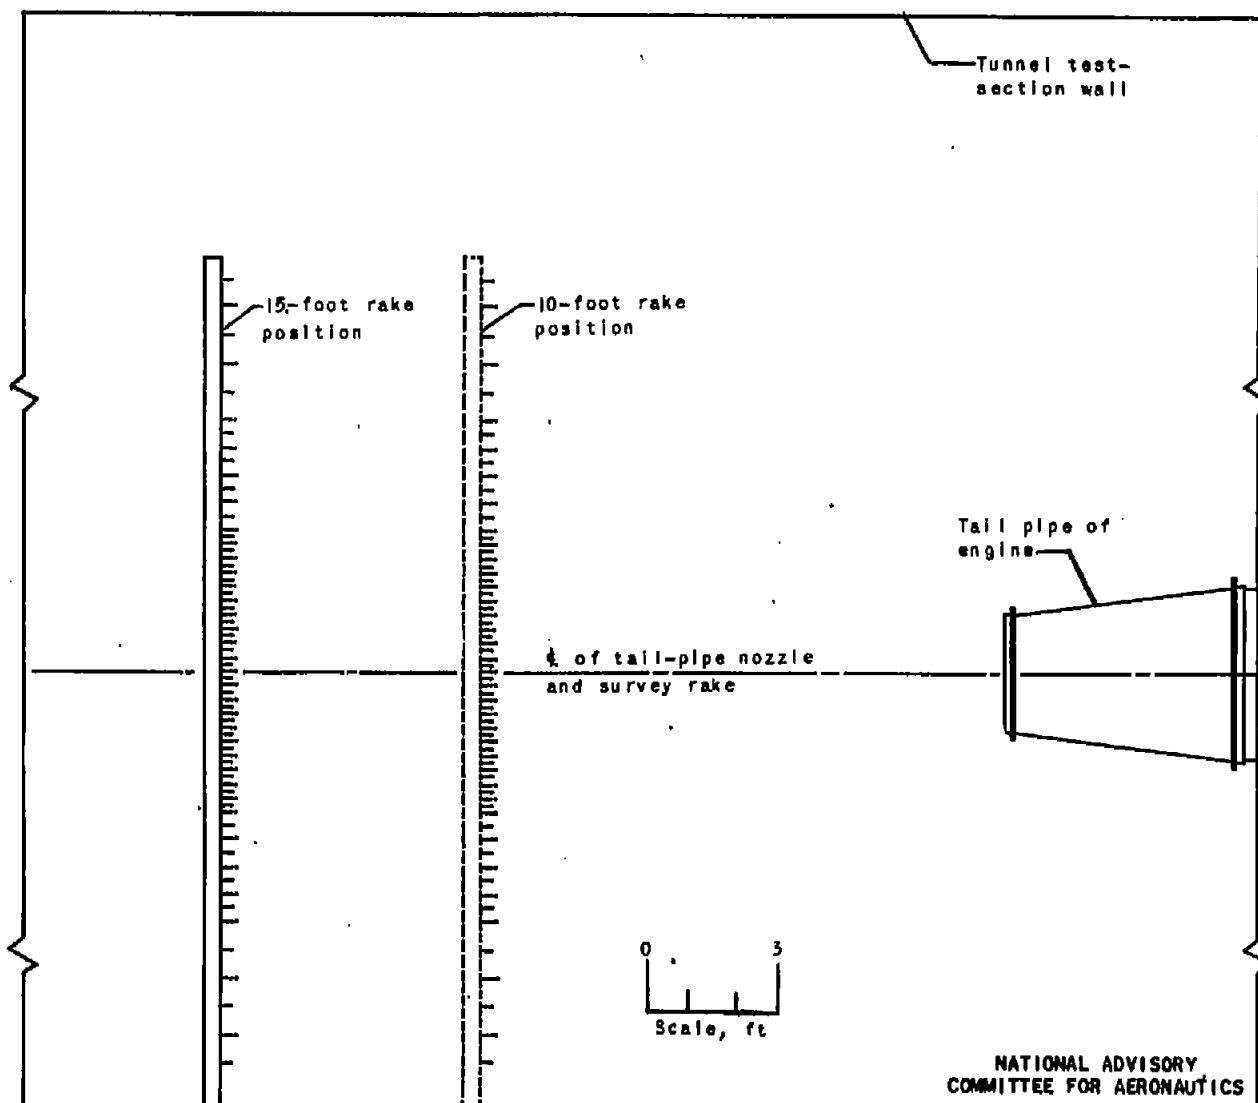 Tunnel test-
section wall
15-foot rake
position
10-foot rake
position
Tail pipe of
engine
℄ of tail-pipe nozzle
and survey rake
0 3
Scale, ft
NATIONAL ADVISORY
COMMITTEE FOR AERONAUTICS